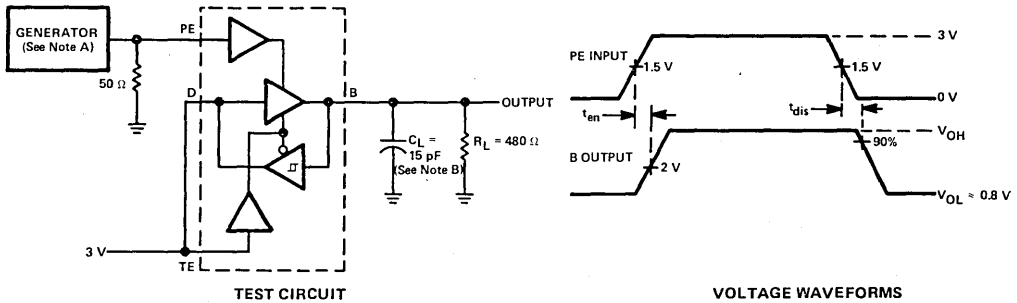 GENERATOR
(See Note A)
50 Ω
PE
D
B
OUTPUT
C_L =
15 pF
(See Note B)
R_L = 480 Ω
3 V
TE
TEST CIRCUIT
PE INPUT
1.5 V
1.5 V
3 V
0 V
t_en
t_dis
B OUTPUT
2 V
V_OH
90%
V_OL ≈ 0.8 V
VOLTAGE WAVEFORMS